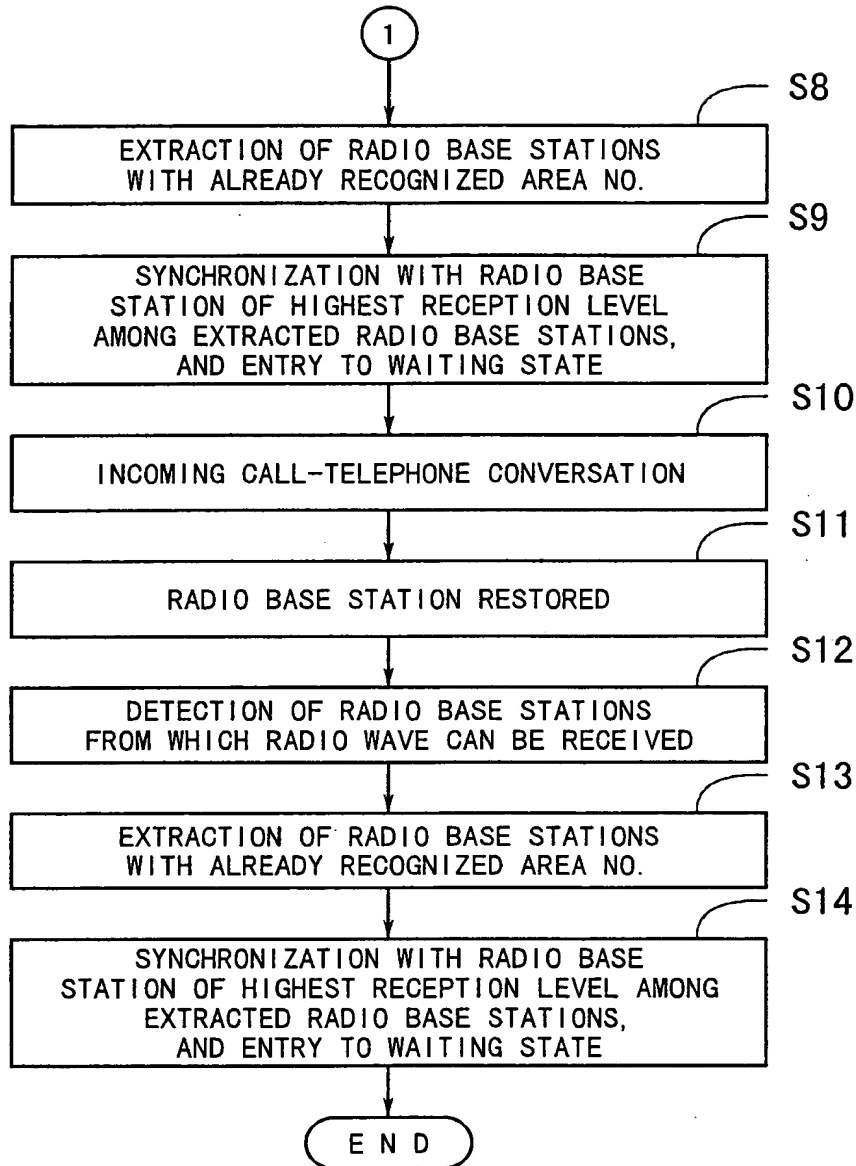 1
S8
EXTRACTION OF RADIO BASE STATIONS
WITH ALREADY RECOGNIZED AREA NO.
S9
SYNCHRONIZATION WITH RADIO BASE
STATION OF HIGHEST RECEPTION LEVEL
AMONG EXTRACTED RADIO BASE STATIONS,
AND ENTRY TO WAITING STATE
S10
INCOMING CALL-TELEPHONE CONVERSATION
S11
RADIO BASE STATION RESTORED
S12
DETECTION OF RADIO BASE STATIONS
FROM WHICH RADIO WAVE CAN BE RECEIVED
S13
EXTRACTION OF RADIO BASE STATIONS
WITH ALREADY RECOGNIZED AREA NO.
S14
SYNCHRONIZATION WITH RADIO BASE
STATION OF HIGHEST RECEPTION LEVEL AMONG
EXTRACTED RADIO BASE STATIONS,
AND ENTRY TO WAITING STATE
END